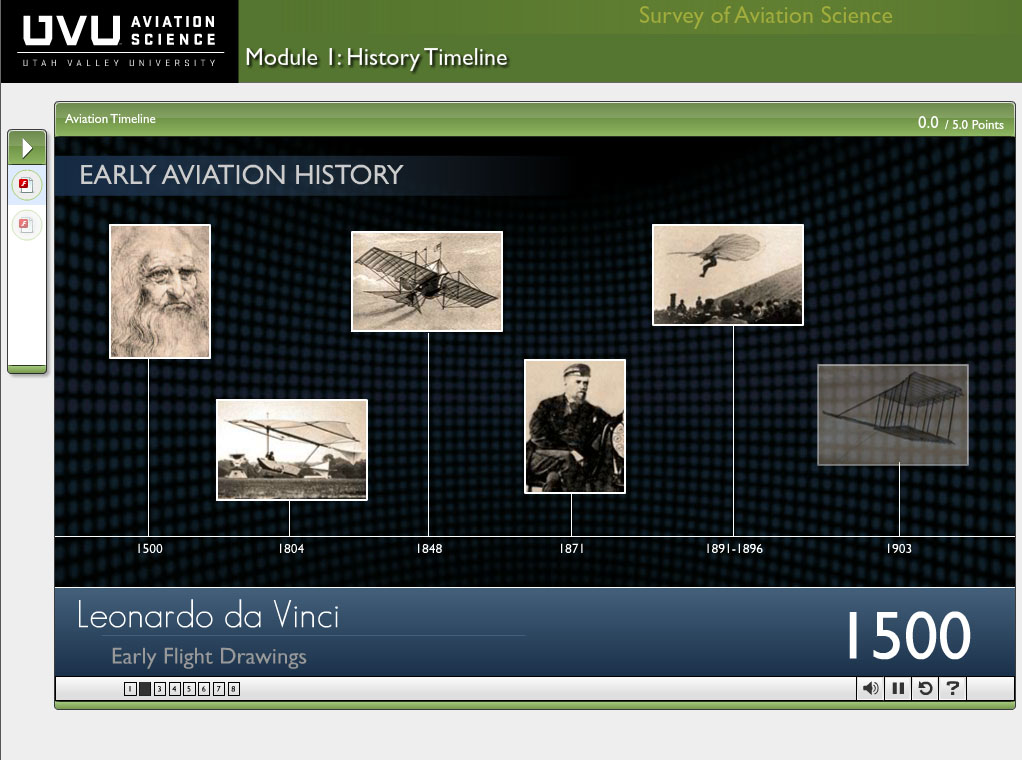 UVU AVIATION SCIENCE
UTAH VALLEY UNIVERSITY
Survey of Aviation Science
Module 1: History Timeline
Aviation Timeline
0.0 / 5.0 Points
EARLY AVIATION HISTORY
1500 1804 1848 1871 1891-1896 1903
Leonardo da Vinci
1500
Early Flight Drawings
1 3 4 5 6 7 8
?